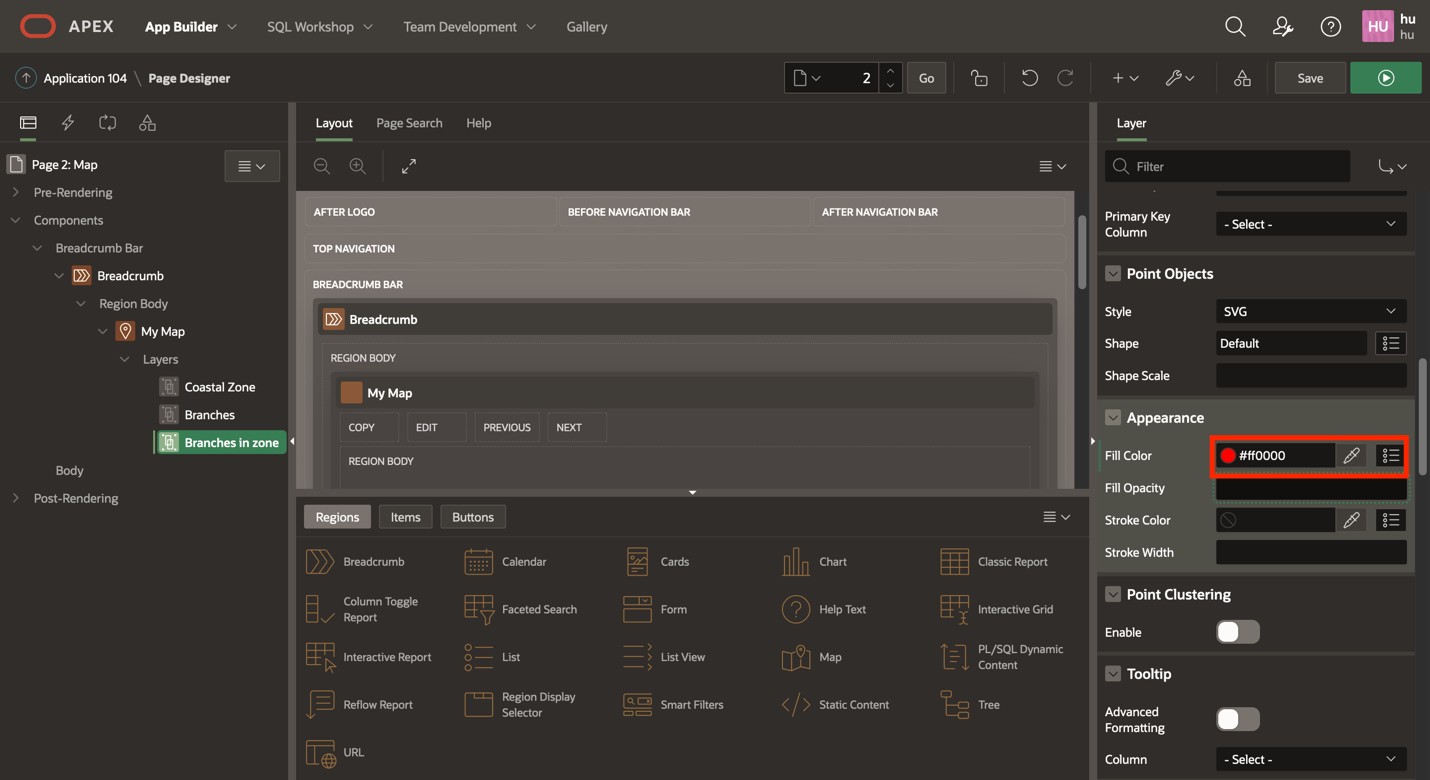 APEX
App Builder
SQL Workshop
Team Development
Gallery
HU
hu
hu
Application 104 \ Page Designer
2
Go
Save
Page 2: Map
Pre-Rendering
Components
Breadcrumb Bar
Breadcrumb
Region Body
My Map
Layers
Coastal Zone
Branches
Branches in zone
Body
Post-Rendering
Layout
Page Search
Help
AFTER LOGO
BEFORE NAVIGATION BAR
AFTER NAVIGATION BAR
TOP NAVIGATION
BREADCRUMB BAR
Breadcrumb
REGION BODY
My Map
COPY
EDIT
PREVIOUS
NEXT
REGION BODY
Regions
Items
Buttons
Breadcrumb
Calendar
Cards
Chart
Classic Report
Column Toggle
Report
Faceted Search
Form
Help Text
Interactive Grid
Interactive Report
List
List View
Map
PL/SQL Dynamic
Content
Reflow Report
Region Display
Selector
Smart Filters
Static Content
Tree
URL
Layer
Filter
Primary Key
Column
- Select -
Point Objects
Style
SVG
Shape
Default
Shape Scale
Appearance
Fill Color
#ff0000
Fill Opacity
Stroke Color
Stroke Width
Point Clustering
Enable
Tooltip
Advanced
Formatting
Column
- Select -